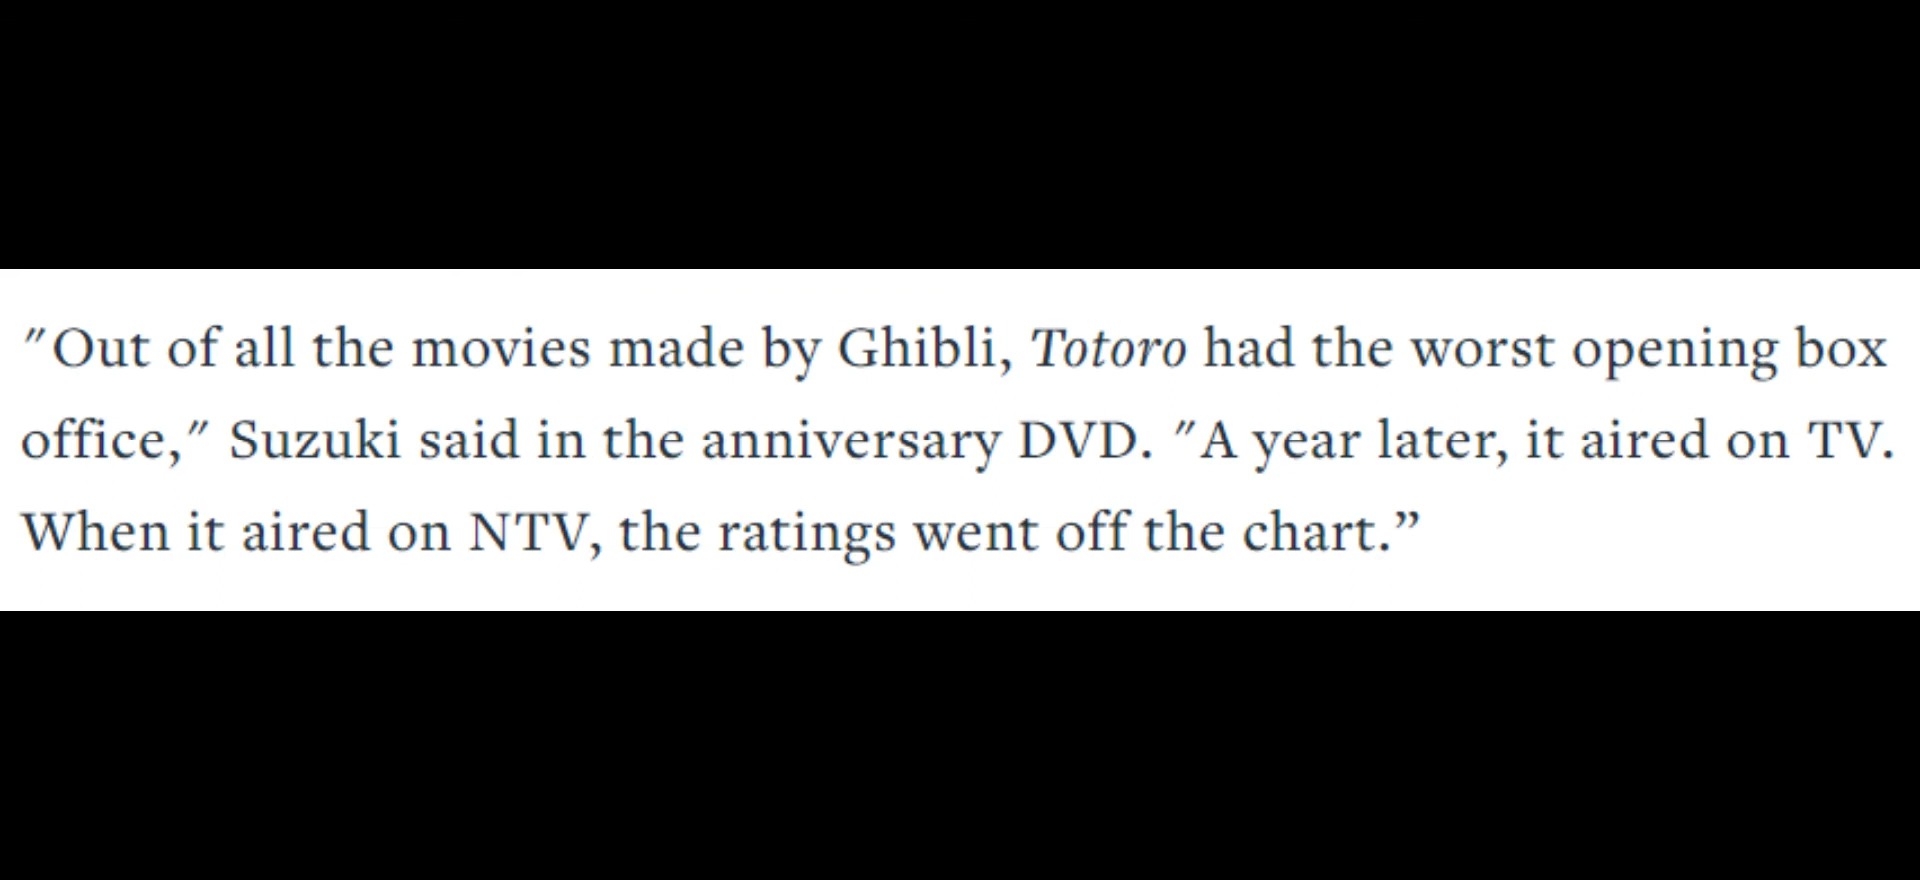 "Out of all the movies made by Ghibli, Totoro had the worst opening box
office," Suzuki said in the anniversary DVD. "A year later, it aired on TV.
When it aired on NTV, the ratings went off the chart.”